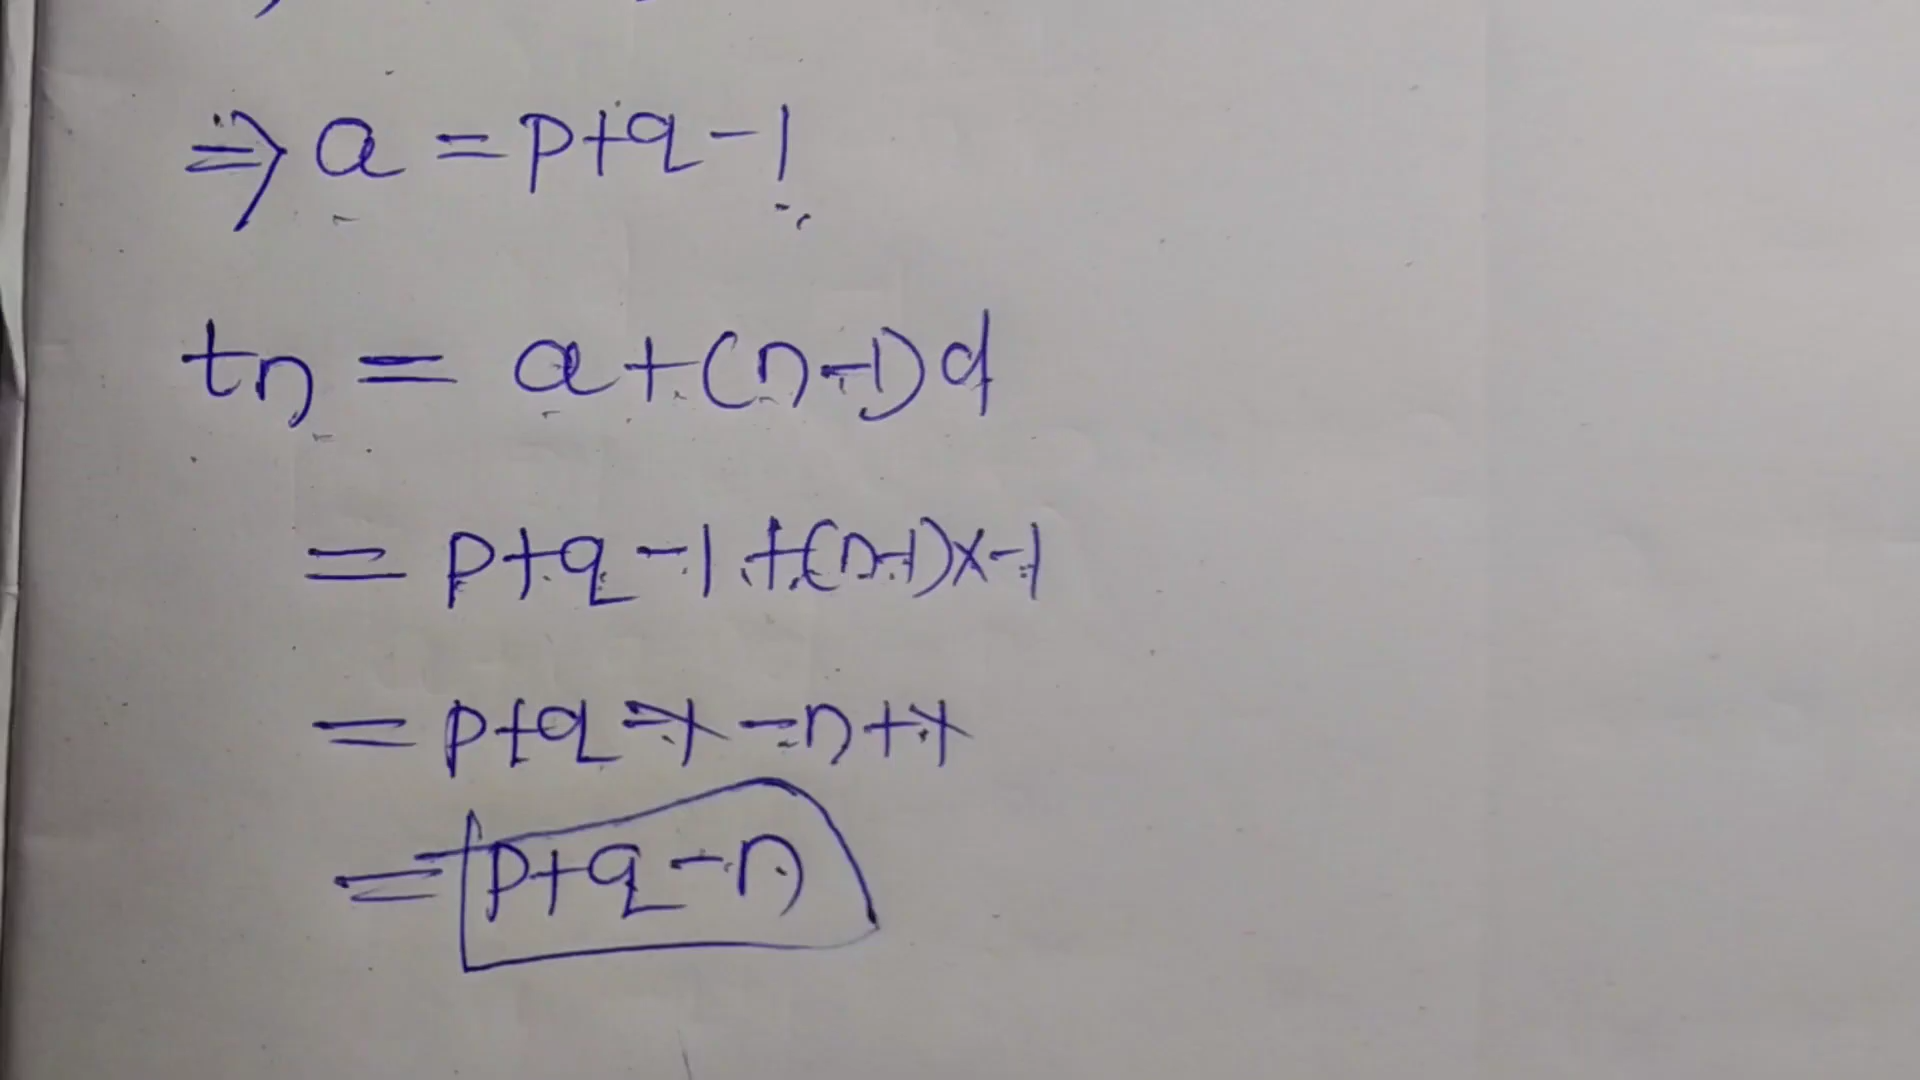 ⇒ a = p+q-1
tn = a+(n-1)d
= p+q-1+(n-1)x-1
= p+q-1-n+1
= p+q-n